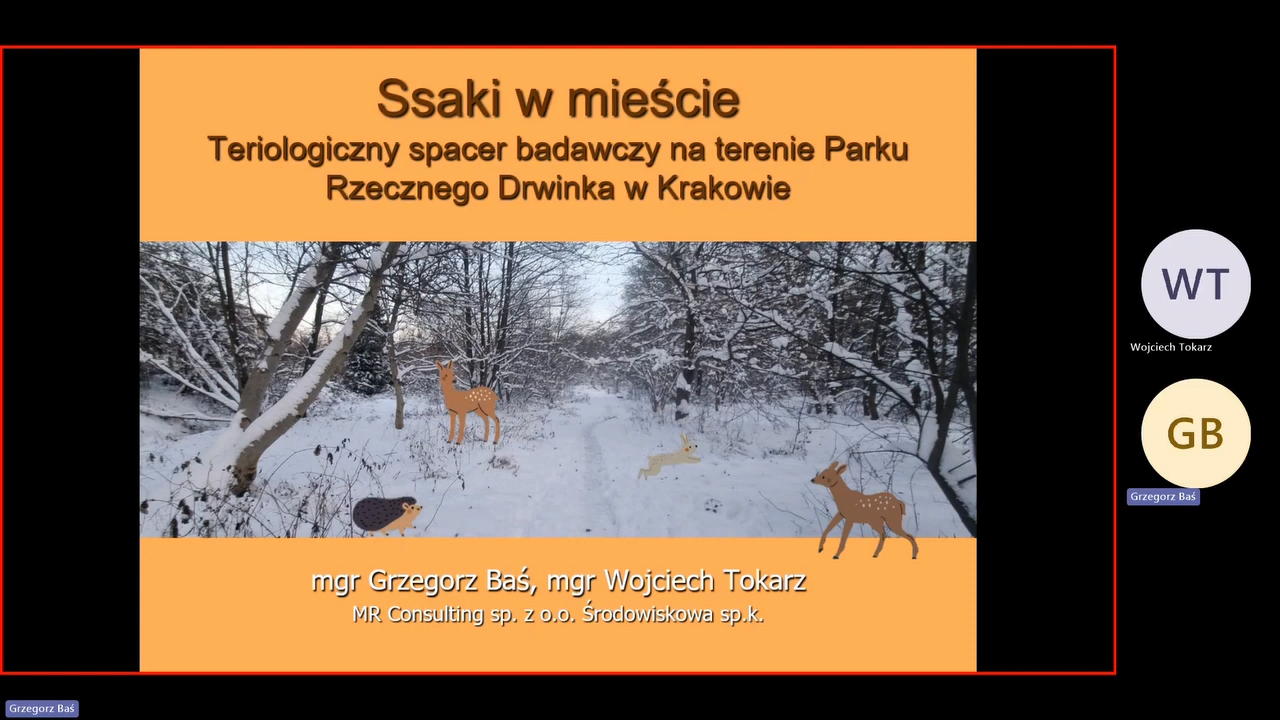 Ssaki w mieście
Teriologiczny spacer badawczy na terenie Parku
Rzecznego Drwinka w Krakowie
mgr Grzegorz Baś, mgr Wojciech Tokarz
MR Consulting sp. z o.o. Środowiskowa sp.k.
WT
Wojciech Tokarz
GB
Grzegorz Baś
Grzegorz Baś